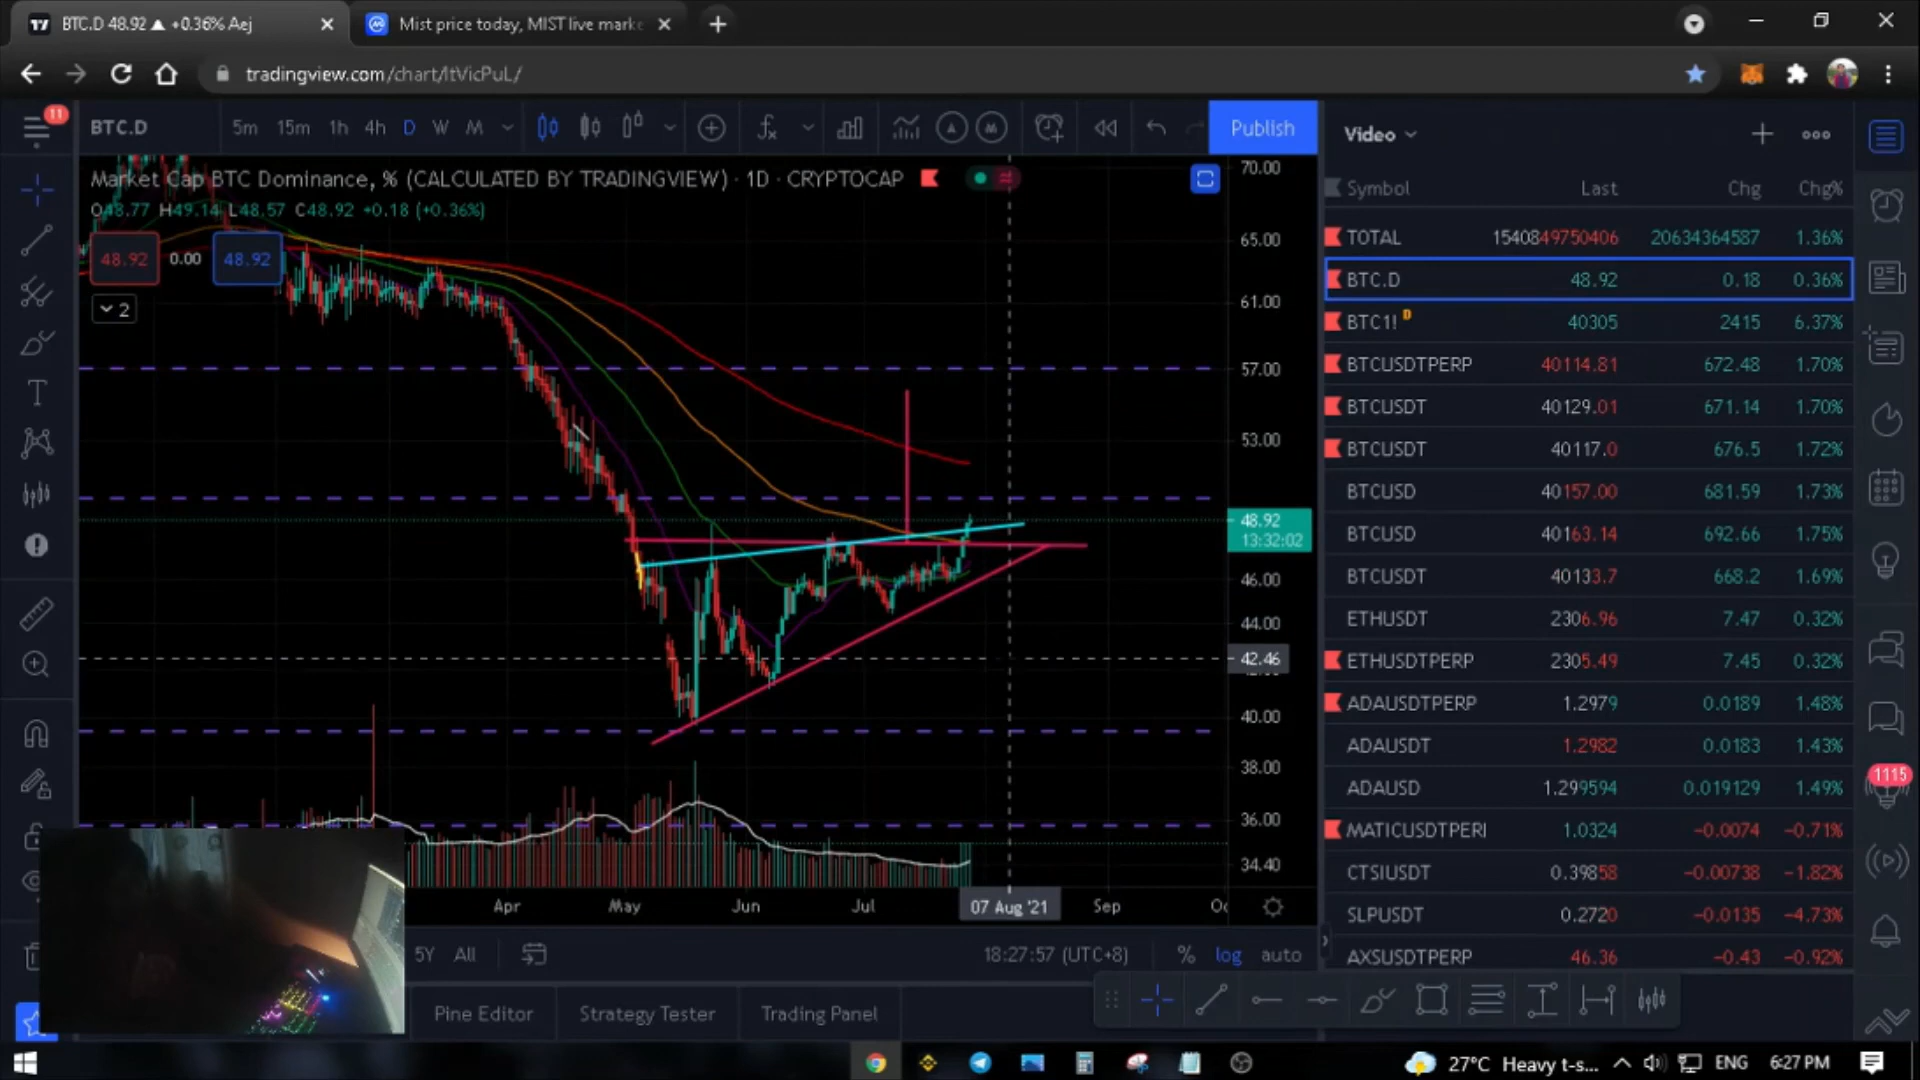 BTC.D 48.92 ▲ +0.36% Aej
Mist price today, MIST live marke
tradingview.com/chart/ItVicPuL/
11
BTC.D
5m 15m 1h 4h D W M
Publish
Video
Market Cap BTC Dominance, % (CALCULATED BY TRADINGVIEW) · 1D · CRYPTOCAP
O48.77 H49.14 L48.57 C48.92 +0.18 (+0.36%)
48.92 0.00 48.92
2
70.00
65.00
61.00
57.00
53.00
48.92
13:32:02
46.00
44.00
42.46
40.00
38.00
36.00
34.40
Apr May Jun Jul 07 Aug '21 Sep
Symbol Last Chg Chg%
TOTAL 1540849750406 20634364587 1.36%
BTC.D 48.92 0.18 0.36%
BTC1! D 40305 2415 6.37%
BTCUSDTPERP 40114.81 672.48 1.70%
BTCUSDT 40129.01 671.14 1.70%
BTCUSDT 40117.0 676.5 1.72%
BTCUSD 40157.00 681.59 1.73%
BTCUSD 40163.14 692.66 1.75%
BTCUSDT 40133.7 668.2 1.69%
ETHUSDT 2306.96 7.47 0.32%
ETHUSDTPERP 2305.49 7.45 0.32%
ADAUSDTPERP 1.2979 0.0189 1.48%
ADAUSDT 1.2982 0.0183 1.43%
ADAUSD 1.299594 0.019129 1.49%
MATICUSDTPERI 1.0324 −0.0074 −0.71%
CTSIUSDT 0.39858 −0.00738 −1.82%
SLPUSDT 0.2720 −0.0135 −4.73%
AXSUSDTPERP 46.36 −0.43 −0.92%
1115
5Y All
18:27:57 (UTC+8) % log auto
Pine Editor Strategy Tester Trading Panel
27°C Heavy t-s... ENG 6:27 PM